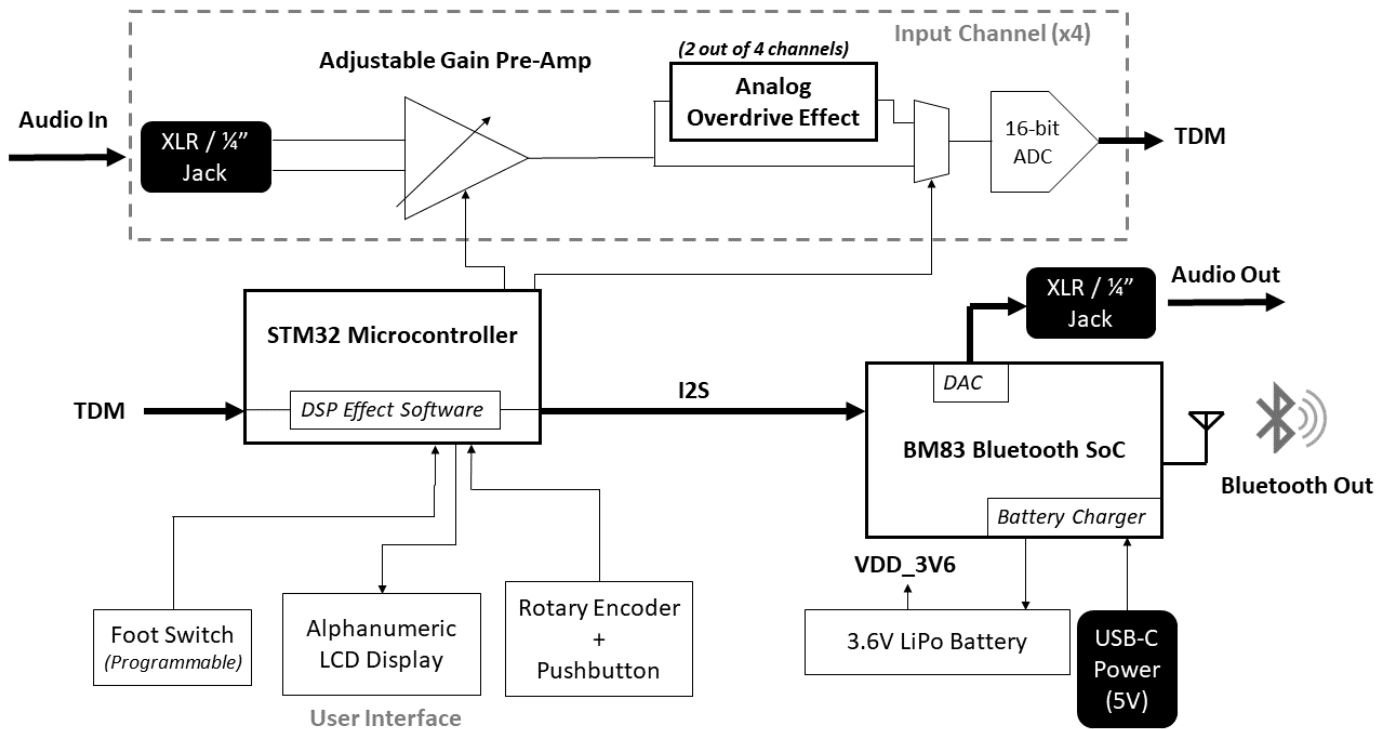 Input Channel (x4)
(2 out of 4 channels)
Adjustable Gain Pre-Amp
Analog
Overdrive Effect
Audio In
XLR / ¼”
Jack
16-bit
ADC
TDM
STM32 Microcontroller
DSP Effect Software
TDM
I2S
XLR / ¼”
Jack
Audio Out
DAC
BM83 Bluetooth SoC
Battery Charger
Bluetooth Out
VDD_3V6
3.6V LiPo Battery
USB-C
Power
(5V)
Foot Switch
(Programmable)
Alphanumeric
LCD Display
Rotary Encoder
+
Pushbutton
User Interface